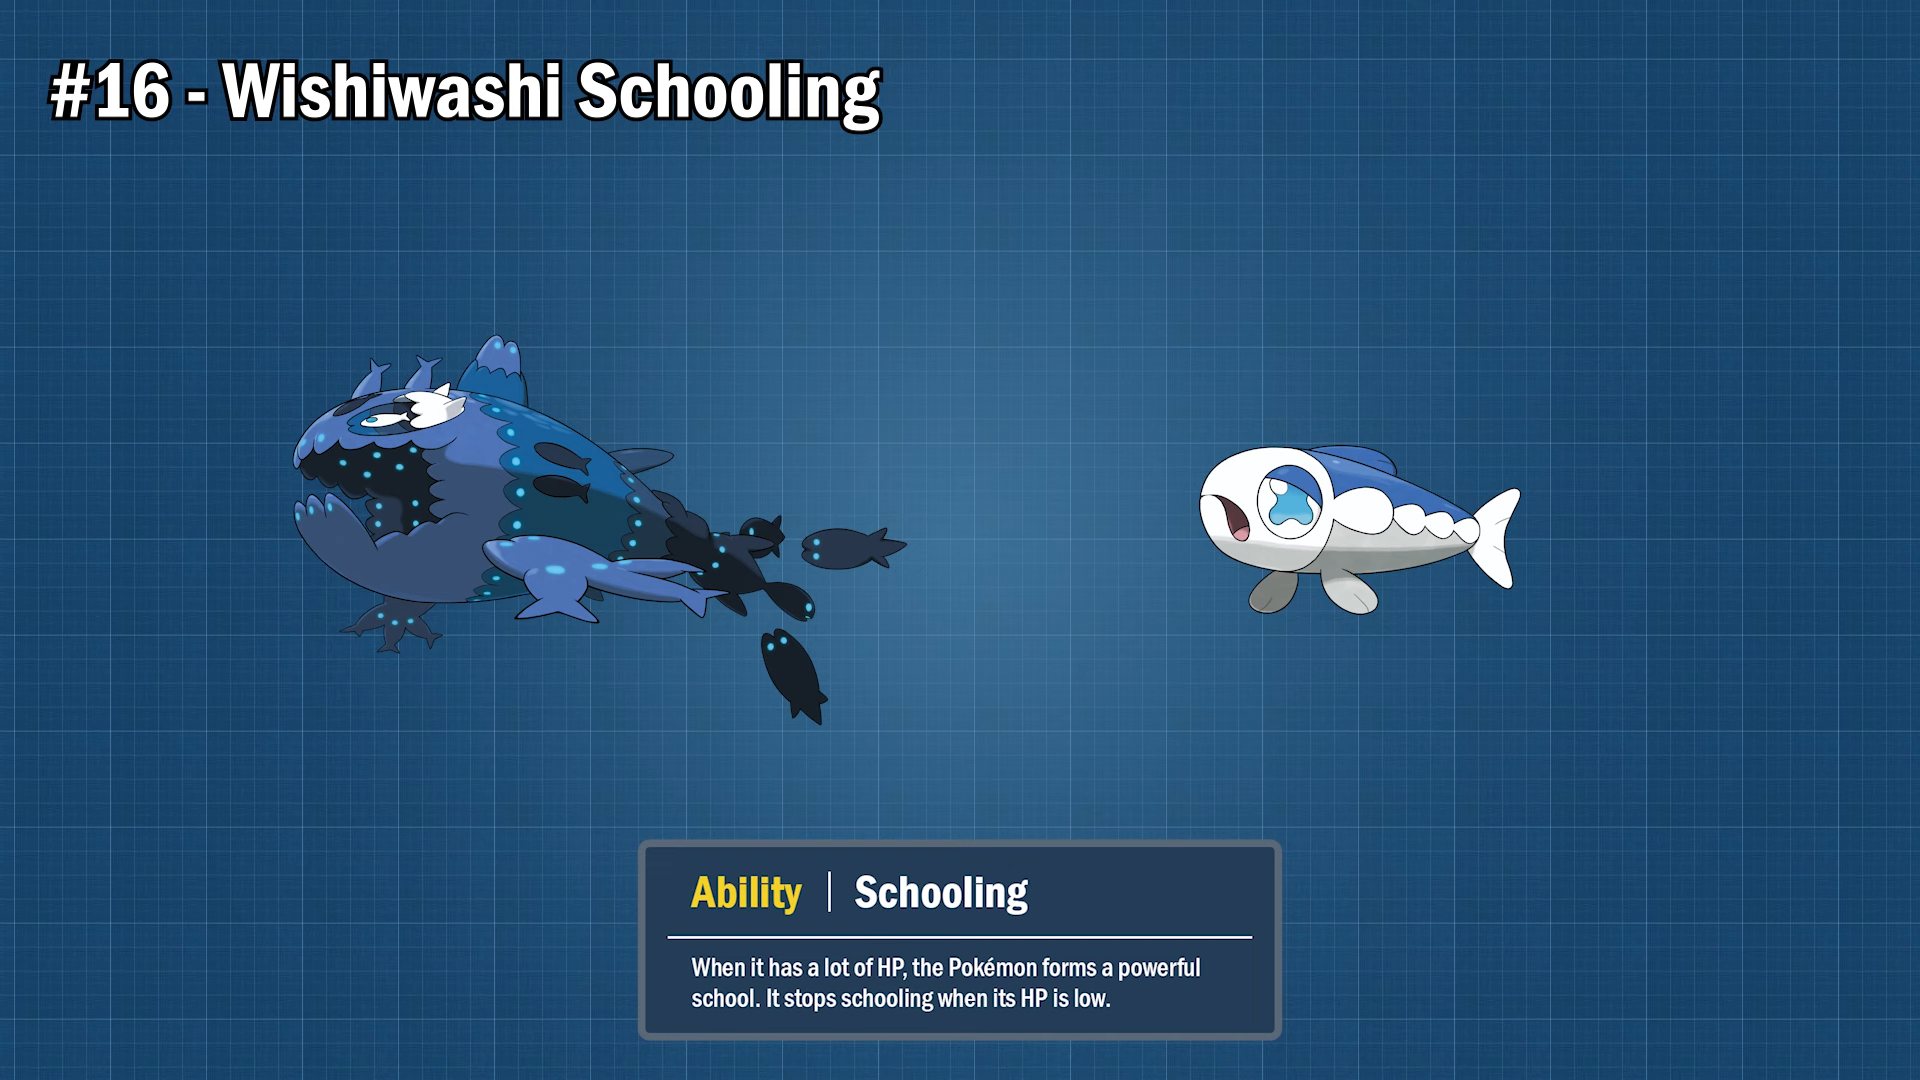 #16 - Wishiwashi Schooling
Ability | Schooling
When it has a lot of HP, the Pokémon forms a powerful
school. It stops schooling when its HP is low.